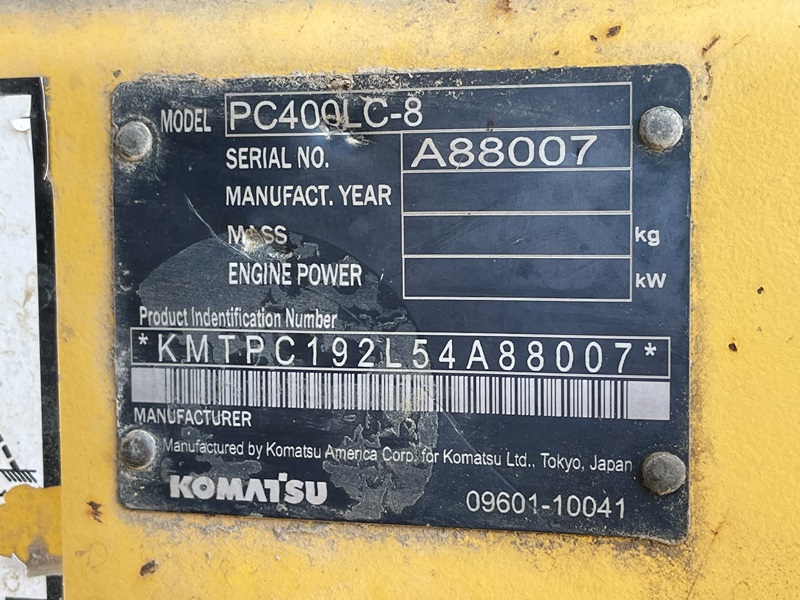 MODEL PC400LC-8
SERIAL NO. A88007
MANUFACT. YEAR
MASS kg
ENGINE POWER kW
Product Indentification Number
*KMTPC192L54A88007*
MANUFACTURER
Manufactured by Komatsu America Corp. for Komatsu Ltd., Tokyo, Japan
KOMATSU 09601-10041